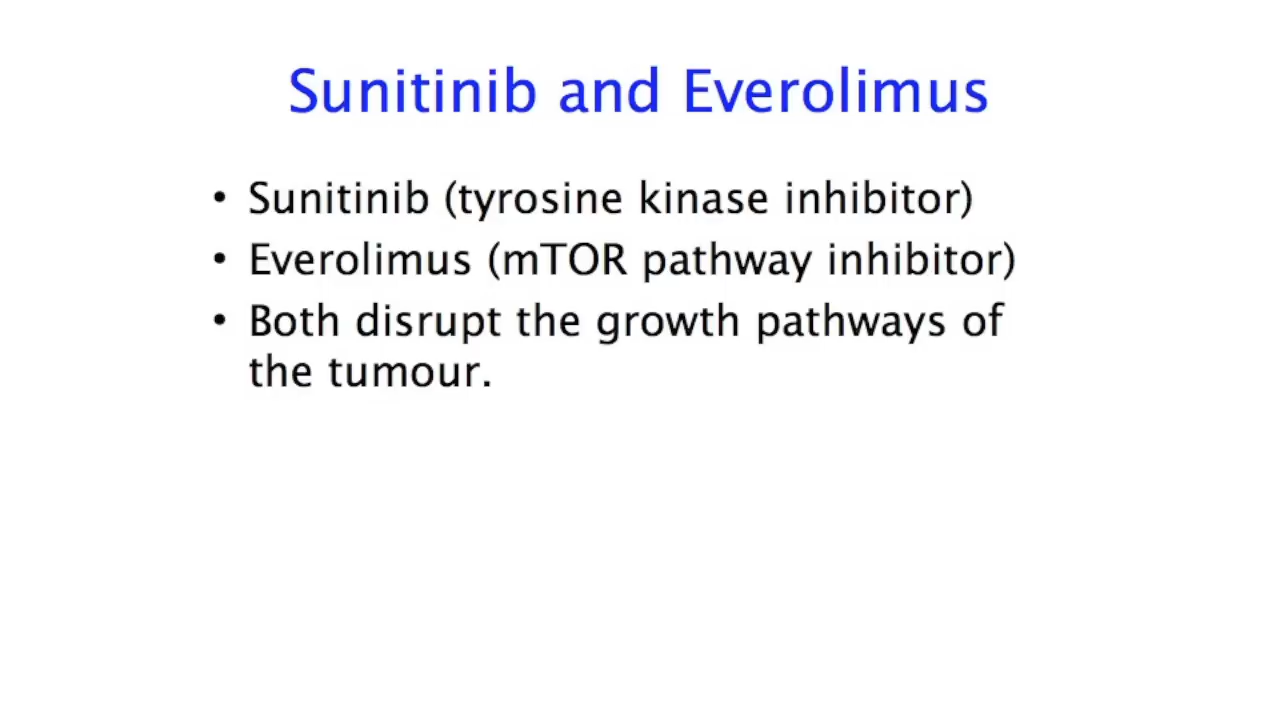 Sunitinib and Everolimus
• Sunitinib (tyrosine kinase inhibitor)
• Everolimus (mTOR pathway inhibitor)
• Both disrupt the growth pathways of
the tumour.